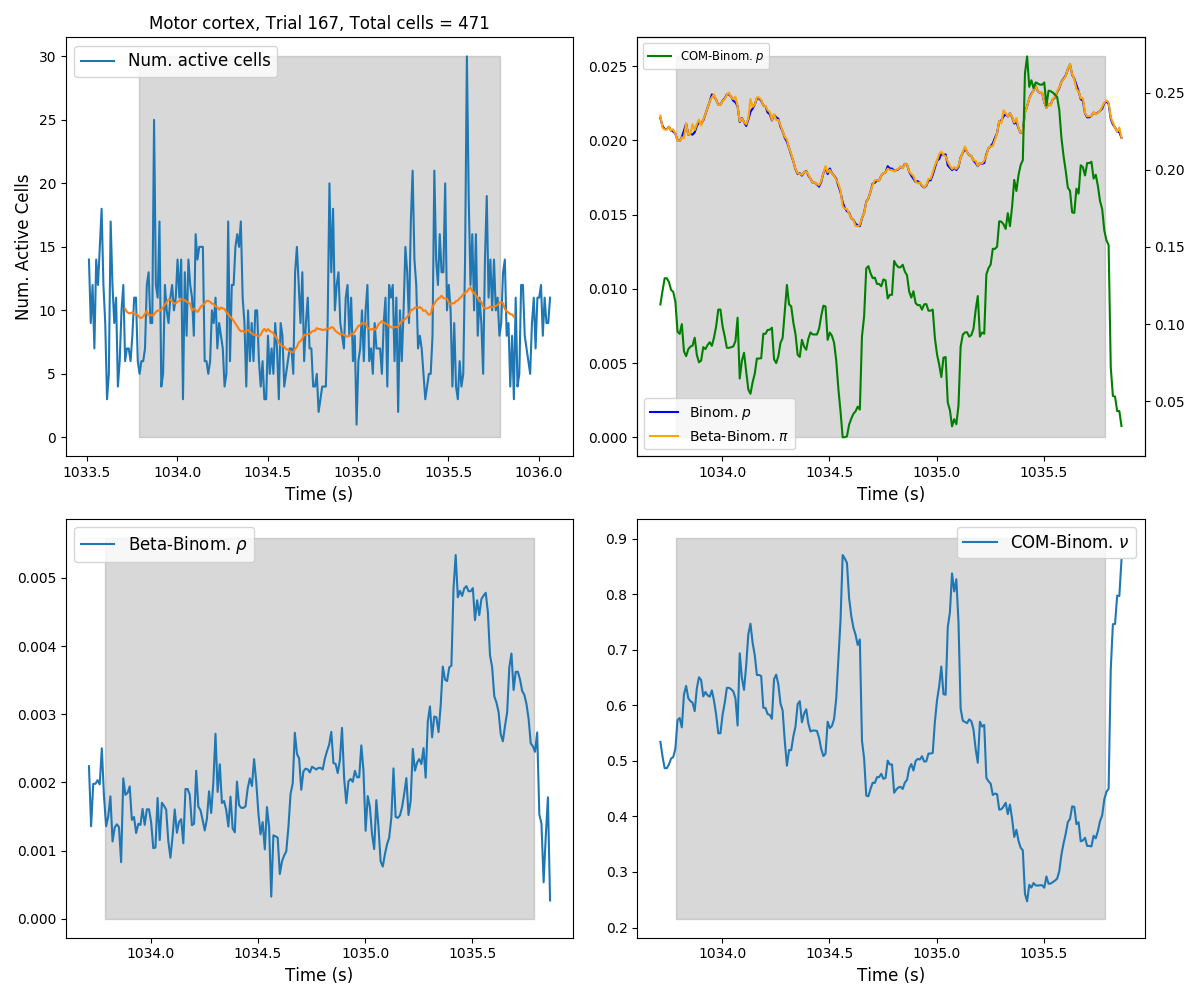 Motor cortex, Trial 167, Total cells = 471
Num. active cells
Num. Active Cells
30
25
20
15
10
5
0
1033.5 1034.0 1034.5 1035.0 1035.5 1036.0
Time (s)
COM-Binom. p
0.025
0.020
0.015
0.010
0.005
0.000
0.25
0.20
0.15
0.10
0.05
Binom. p
Beta-Binom. π
1034.0 1034.5 1035.0 1035.5
Time (s)
Beta-Binom. ρ
0.005
0.004
0.003
0.002
0.001
0.000
1034.0 1034.5 1035.0 1035.5
Time (s)
COM-Binom. ν
0.9
0.8
0.7
0.6
0.5
0.4
0.3
0.2
1034.0 1034.5 1035.0 1035.5
Time (s)